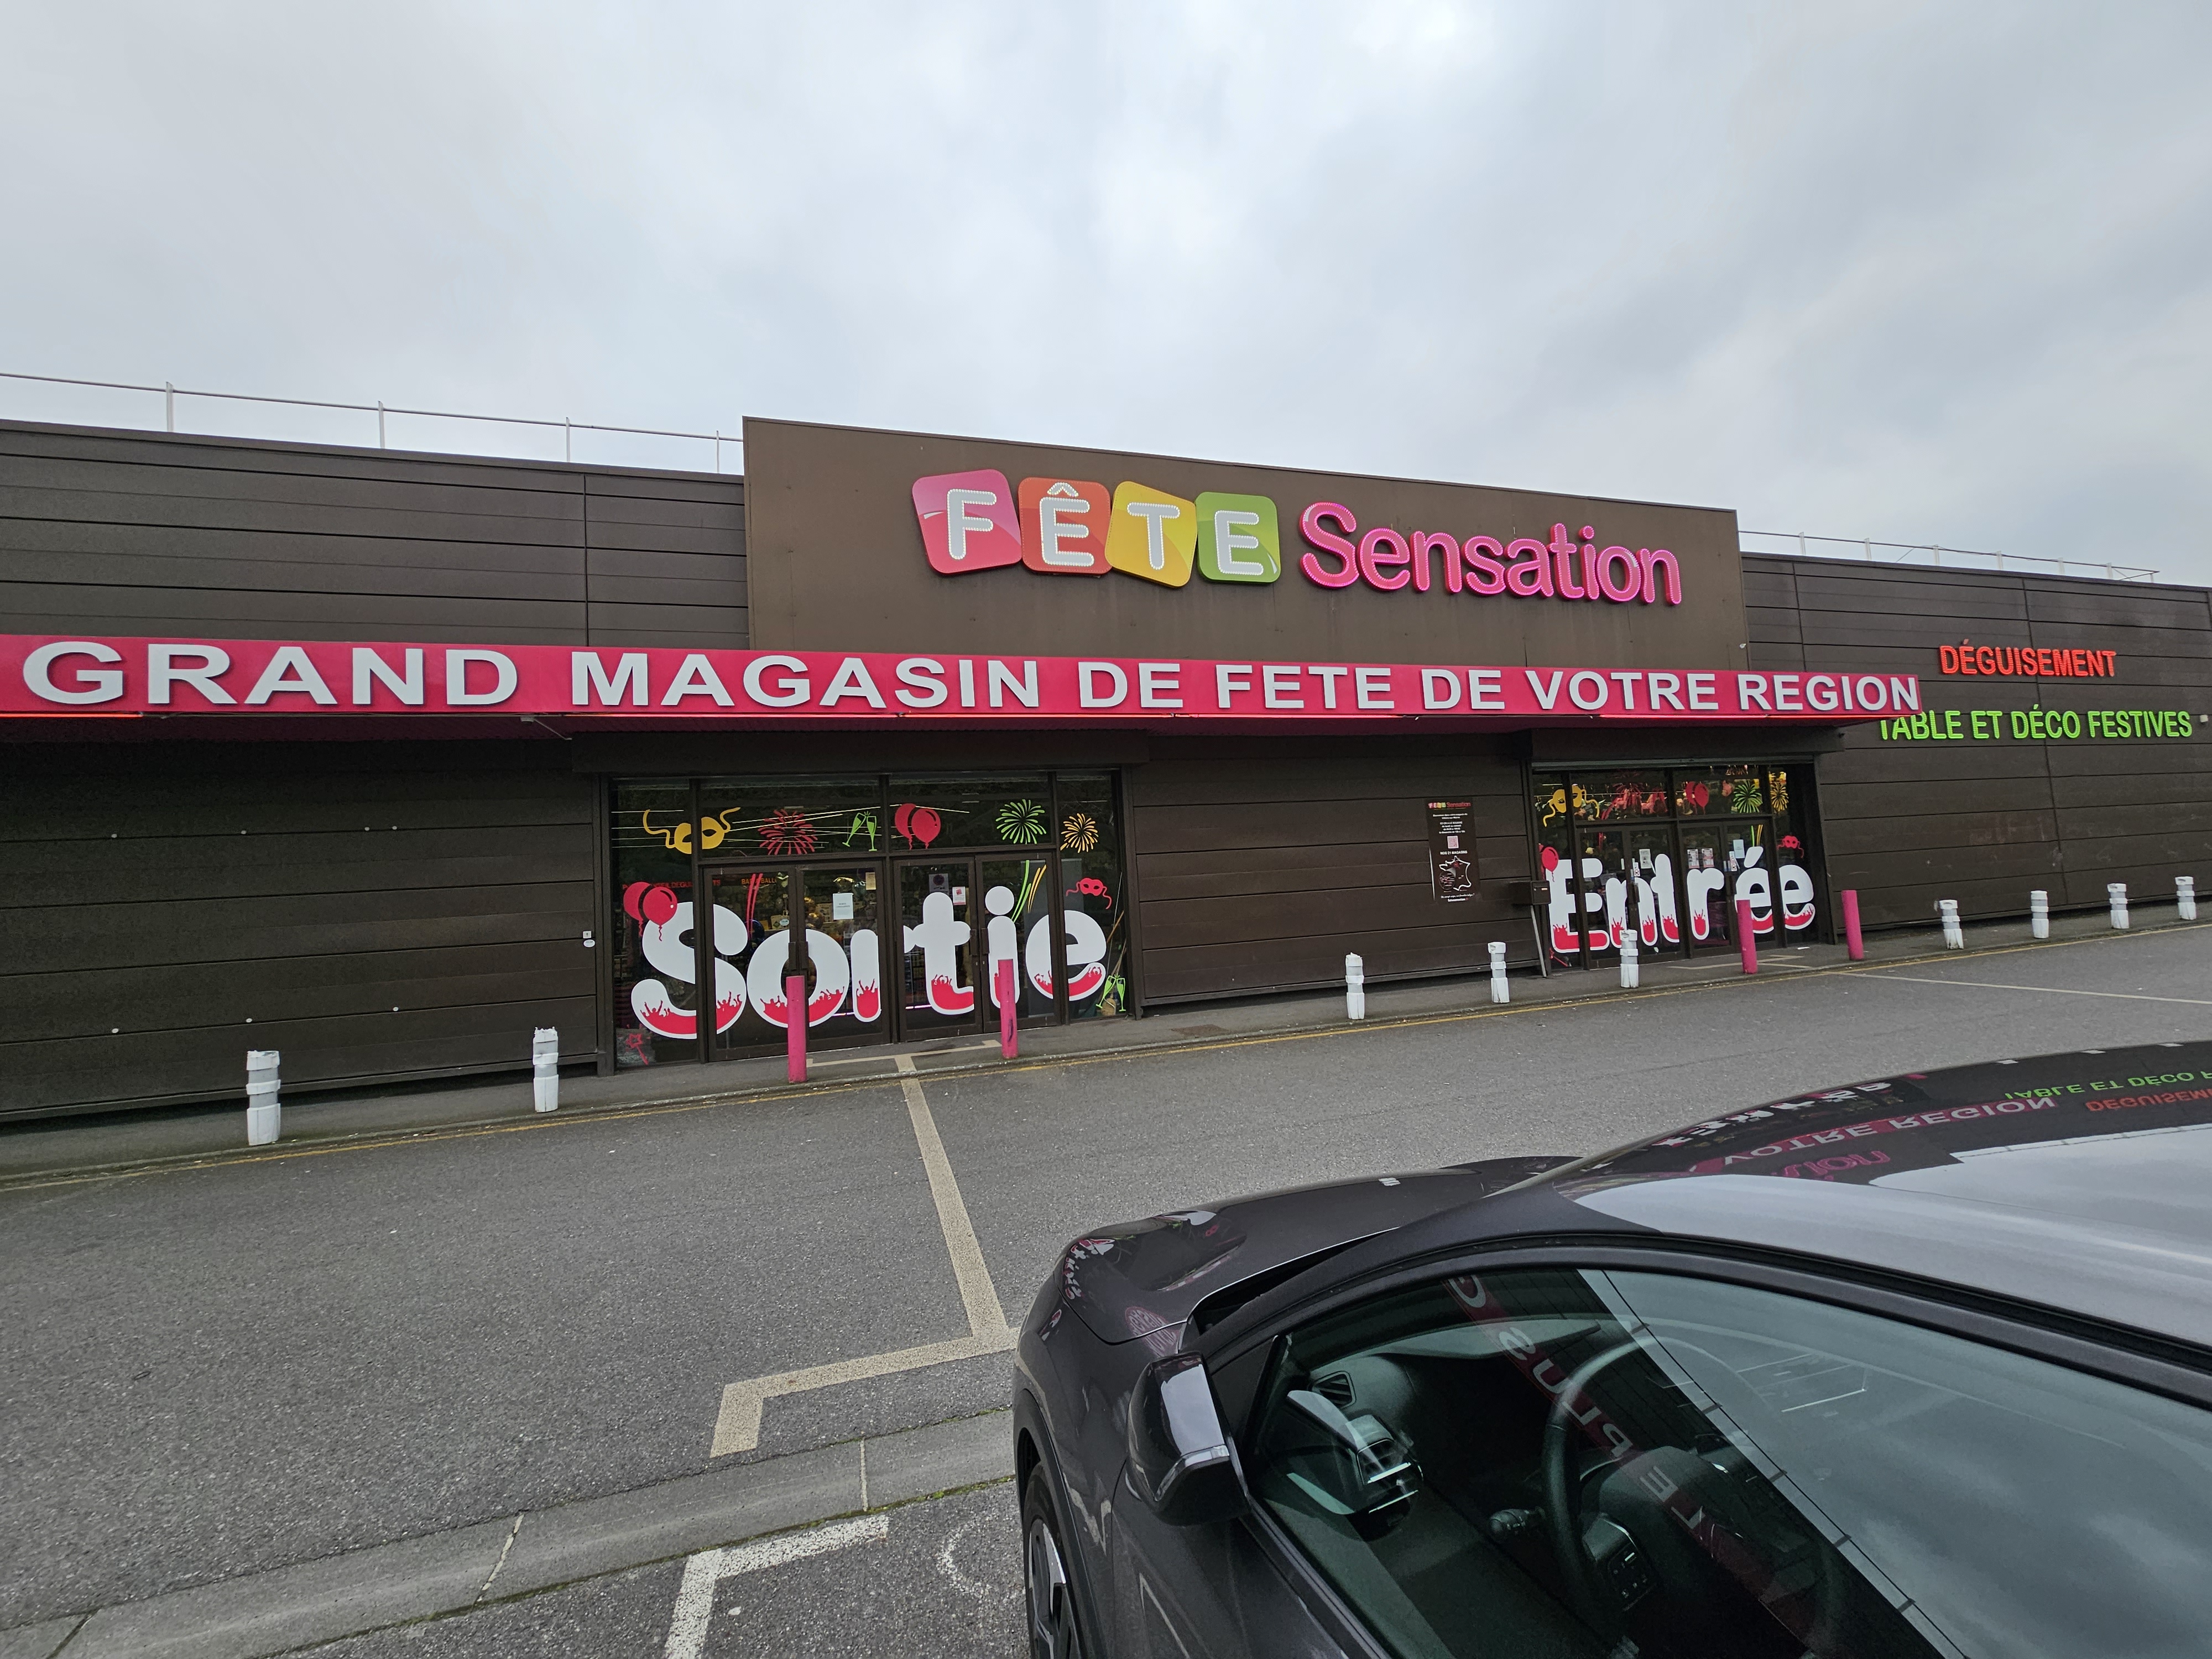 FÊTE Sensation
GRAND MAGASIN DE FETE DE VOTRE REGION
DÉGUISEMENT
TABLE ET DÉCO FESTIVES
Sortie
Entrée